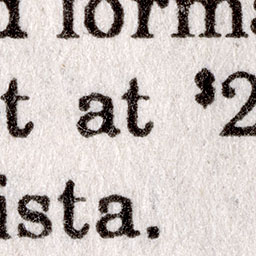 d forms
t at $2
ista.